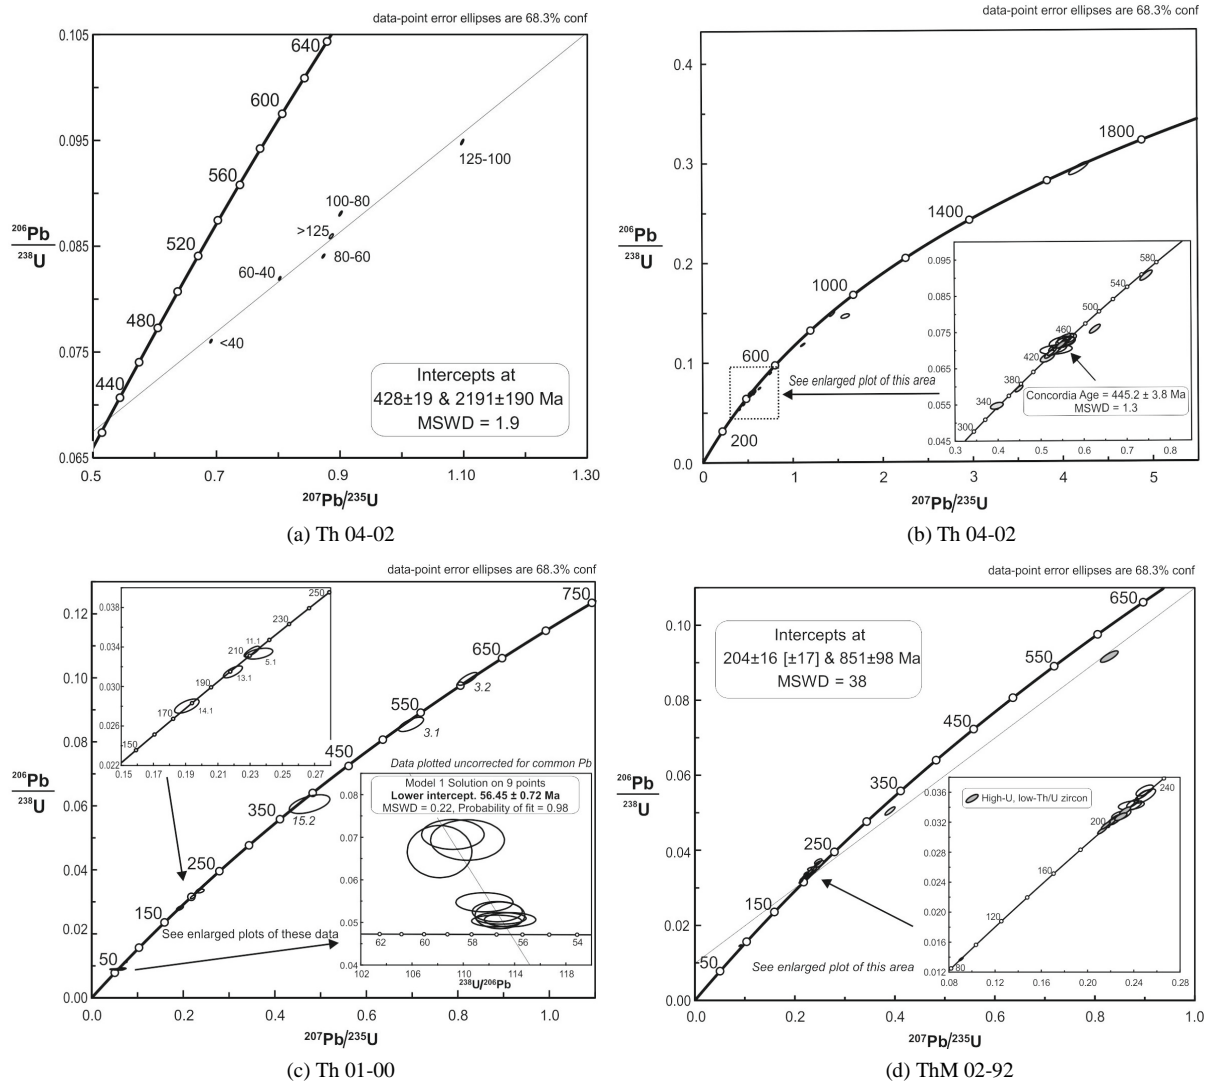 data-point error ellipses are 68.3% conf
0.105
0.095
0.085
0.075
0.065
206Pb
238U
640
600
560
520
480
440
125-100
100-80
>125
80-60
60-40
<40
Intercepts at
428±19 & 2191±190 Ma
MSWD = 1.9
0.5 0.7 0.9 1.10 1.30
207Pb/235U
(a) Th 04-02
data-point error ellipses are 68.3% conf
0.4
0.3
0.2
0.1
0.0
206Pb
238U
1800
1400
1000
600
200
See enlarged plot of this area
0.095
0.085
0.075
0.065
0.055
0.045
580
540
500
460
420
380
340
300
Concordia Age = 445.2 ± 3.8 Ma
MSWD = 1.3
0.3 0.4 0.5 0.6 0.7 0.8
0 1 2 3 4 5
207Pb/235U
(b) Th 04-02
data-point error ellipses are 68.3% conf
0.12
0.10
0.08
0.06
0.04
0.02
0.00
206Pb
238U
750
650
550
450
350
250
150
50
3.2
3.1
15.2
0.038
0.034
0.030
0.026
0.022
250
230
210
190
170
150
11.1
5.1
13.1
14.1
0.15 0.17 0.19 0.21 0.23 0.25 0.27
See enlarged plots of these data
Data plotted uncorrected for common Pb
Model 1 Solution on 9 points
Lower intercept. 56.45 ± 0.72 Ma
MSWD = 0.22, Probability of fit = 0.98
0.08
0.07
0.06
0.05
0.04
62 60 58 56 54
102 106 110 114 118
238U/206Pb
0.0 0.2 0.4 0.6 0.8 1.0
207Pb/235U
(c) Th 01-00
data-point error ellipses are 68.3% conf
0.10
0.08
0.06
0.04
0.02
0.00
206Pb
238U
Intercepts at
204±16 [±17] & 851±98 Ma
MSWD = 38
650
550
450
350
250
150
50
See enlarged plot of this area
High-U, low-Th/U zircon
0.036
0.032
0.028
0.024
0.020
0.016
0.012
240
200
160
120
80
0.08 0.12 0.16 0.20 0.24 0.28
0.0 0.2 0.4 0.6 0.8 1.0
207Pb/235U
(d) ThM 02-92